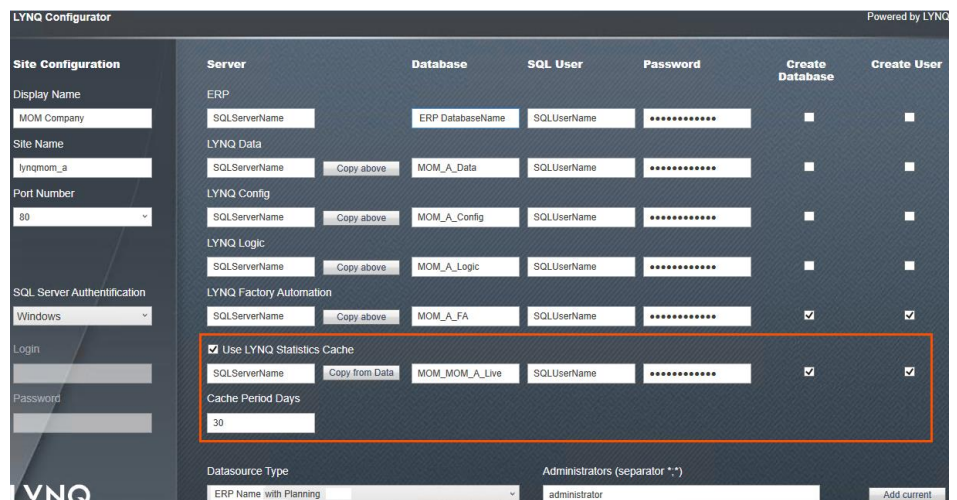 LYNQ Configurator Powered by LYNQ
Site Configuration Server Database SQL User Password Create Database Create User
Display Name ERP
MOM Company SQLServerName ERP DatabaseName SQLUserName ●●●●●●●●●●●●
Site Name LYNQ Data
lynqmom_a SQLServerName Copy above MOM_A_Data SQLUserName ●●●●●●●●●●●●
Port Number LYNQ Config
80 SQLServerName Copy above MOM_A_Config SQLUserName ●●●●●●●●●●●●
LYNQ Logic
SQLServerName Copy above MOM_A_Logic SQLUserName ●●●●●●●●●●●●
SQL Server Authentification LYNQ Factory Automation
Windows SQLServerName Copy above MOM_A_FA SQLUserName ●●●●●●●●●●●●
Login Use LYNQ Statistics Cache
SQLServerName Copy from Data MOM_MOM_A_Live SQLUserName ●●●●●●●●●●●●
Password Cache Period Days
30
Datasource Type Administrators (separator ";")
LYNQ ERP Name with Planning administrator Add current